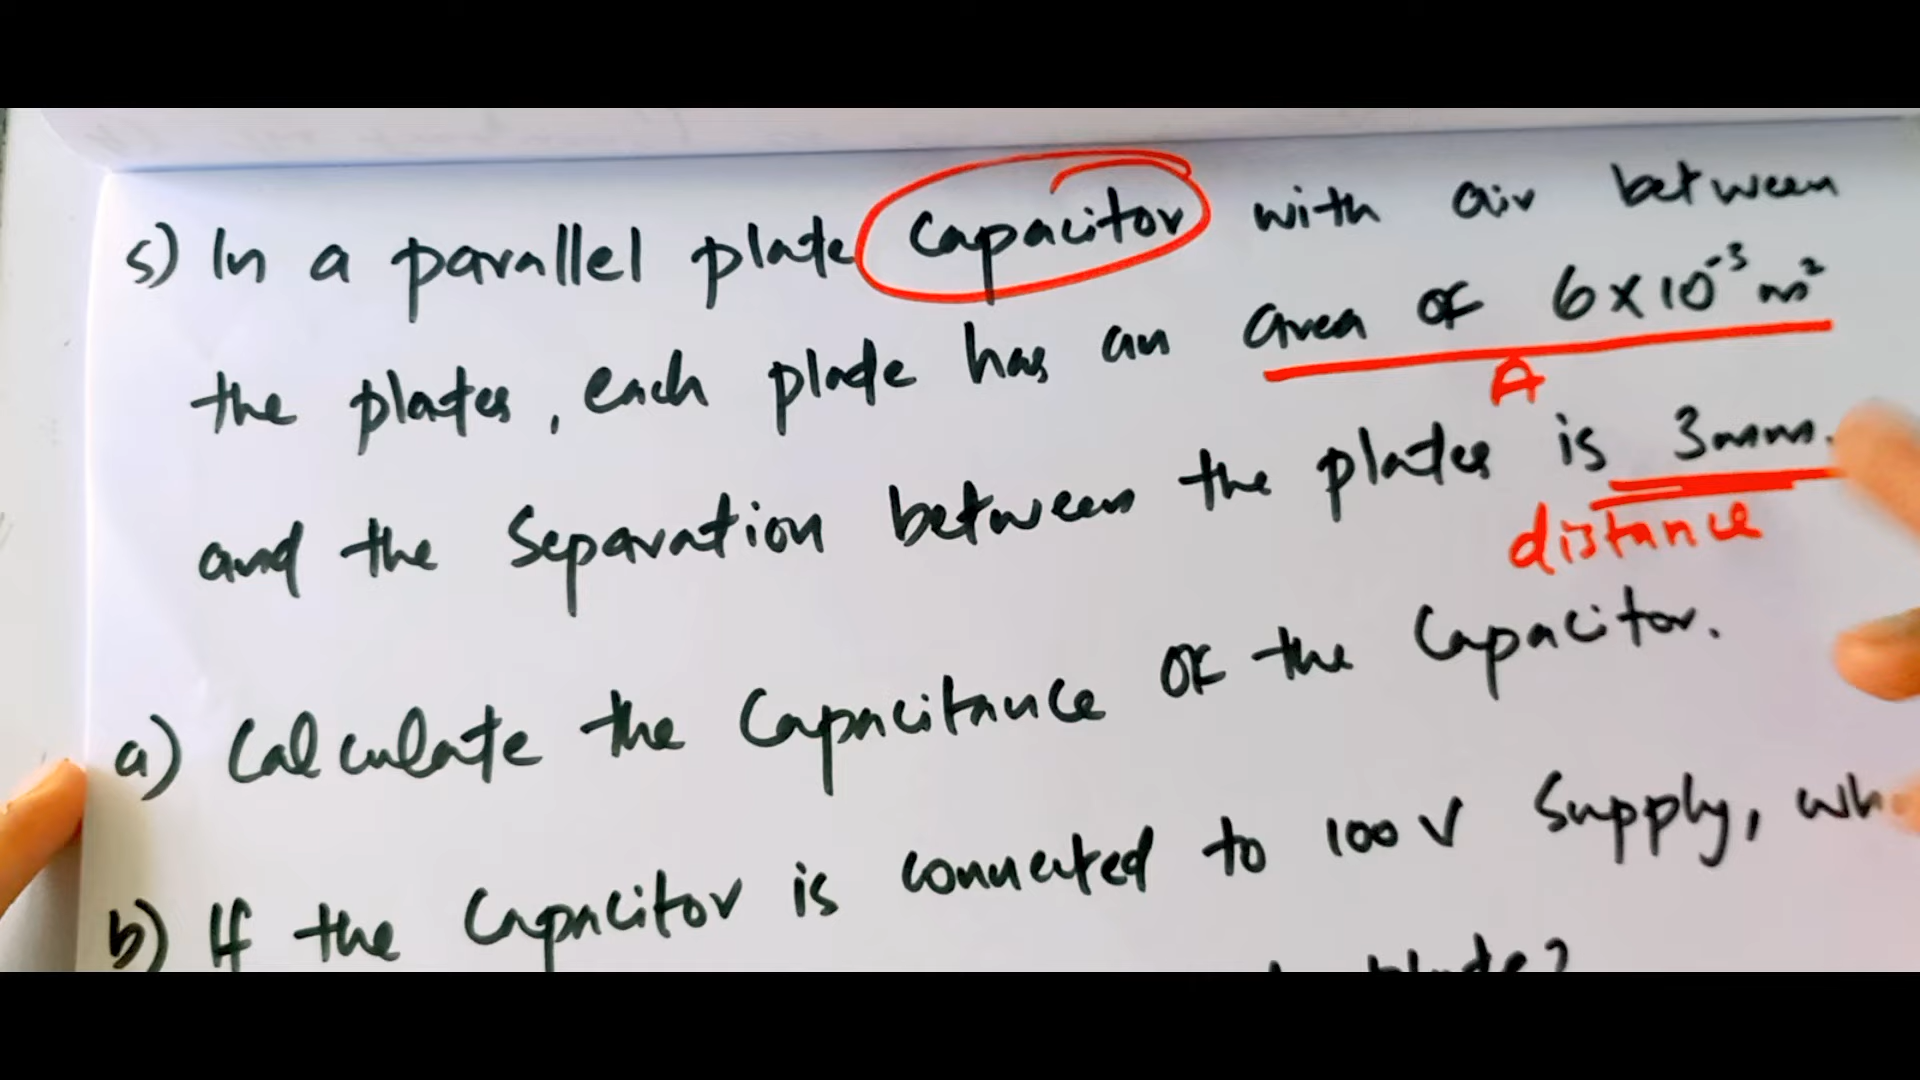 5) In a parallel plate Capacitor with air between
the plates, each plate has an area of 6×10⁻³ m²
A
and the Separation between the plates is 3mm.
distance
a) Calculate the Capacitance of the Capacitor.
b) If the Capacitor is connected to 100 V Supply,
plate?